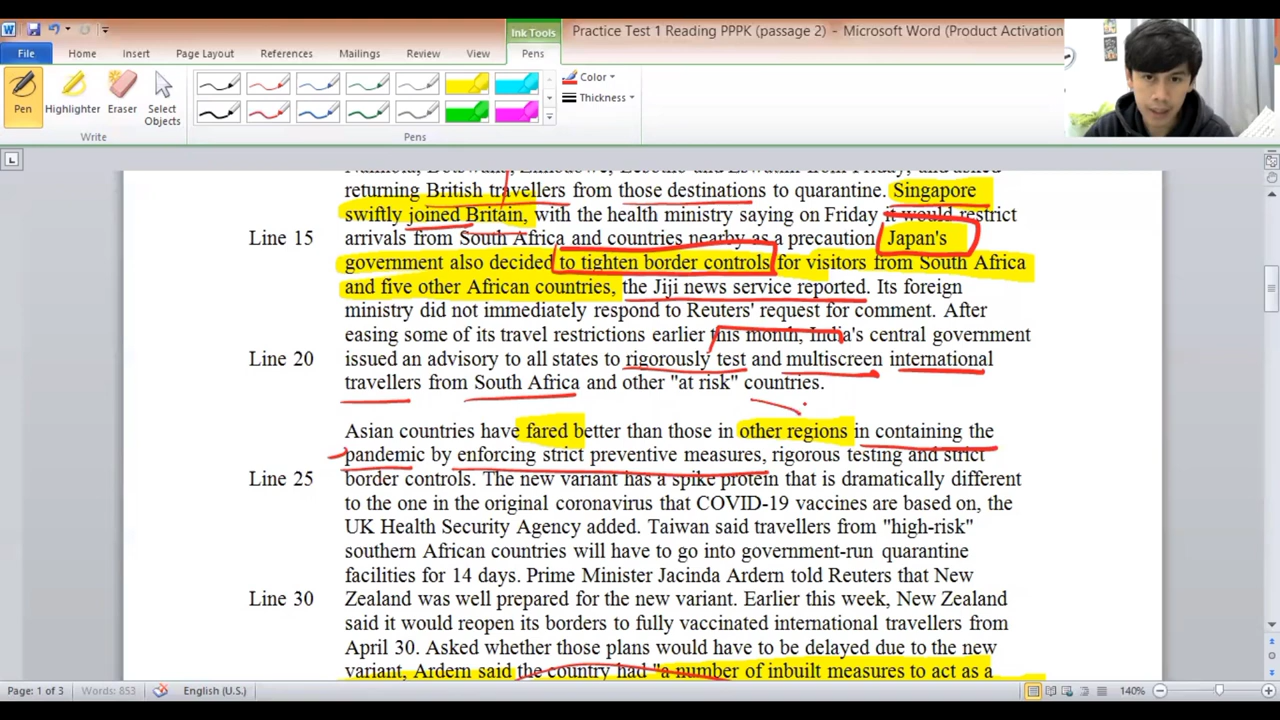 Ink Tools
Practice Test 1 Reading PPPK (passage 2) - Microsoft Word (Product Activation
File
Home
Insert
Page Layout
References
Mailings
Review
View
Pens
Pen
Highlighter
Eraser
Select Objects
Color
Thickness
Write
Pens
Namibia, Botswana, Zimbabwe, Lesotho and Eswatini from Friday, and asked
returning British travellers from those destinations to quarantine. Singapore
swiftly joined Britain, with the health ministry saying on Friday it would restrict
Line 15 arrivals from South Africa and countries nearby as a precaution Japan's
government also decided to tighten border controls for visitors from South Africa
and five other African countries, the Jiji news service reported. Its foreign
ministry did not immediately respond to Reuters' request for comment. After
easing some of its travel restrictions earlier this month, India's central government
Line 20 issued an advisory to all states to rigorously test and multiscreen international
travellers from South Africa and other "at risk" countries.
Asian countries have fared better than those in other regions in containing the
pandemic by enforcing strict preventive measures, rigorous testing and strict
Line 25 border controls. The new variant has a spike protein that is dramatically different
to the one in the original coronavirus that COVID-19 vaccines are based on, the
UK Health Security Agency added. Taiwan said travellers from "high-risk"
southern African countries will have to go into government-run quarantine
facilities for 14 days. Prime Minister Jacinda Ardern told Reuters that New
Line 30 Zealand was well prepared for the new variant. Earlier this week, New Zealand
said it would reopen its borders to fully vaccinated international travellers from
April 30. Asked whether those plans would have to be delayed due to the new
variant, Ardern said the country had "a number of inbuilt measures to act as a
Page: 1 of 3
Words: 853
English (U.S.)
140%